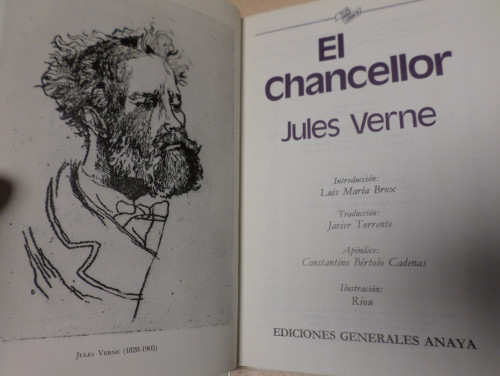 JULES VERNE (1828-1905)
El
Chancellor
Jules Verne
Introducción:
Luis María Brox
Traducción:
Javier Torrente
Apéndice:
Constantino Bértolo Cadenas
Ilustración:
Riou
EDICIONES GENERALES ANAYA